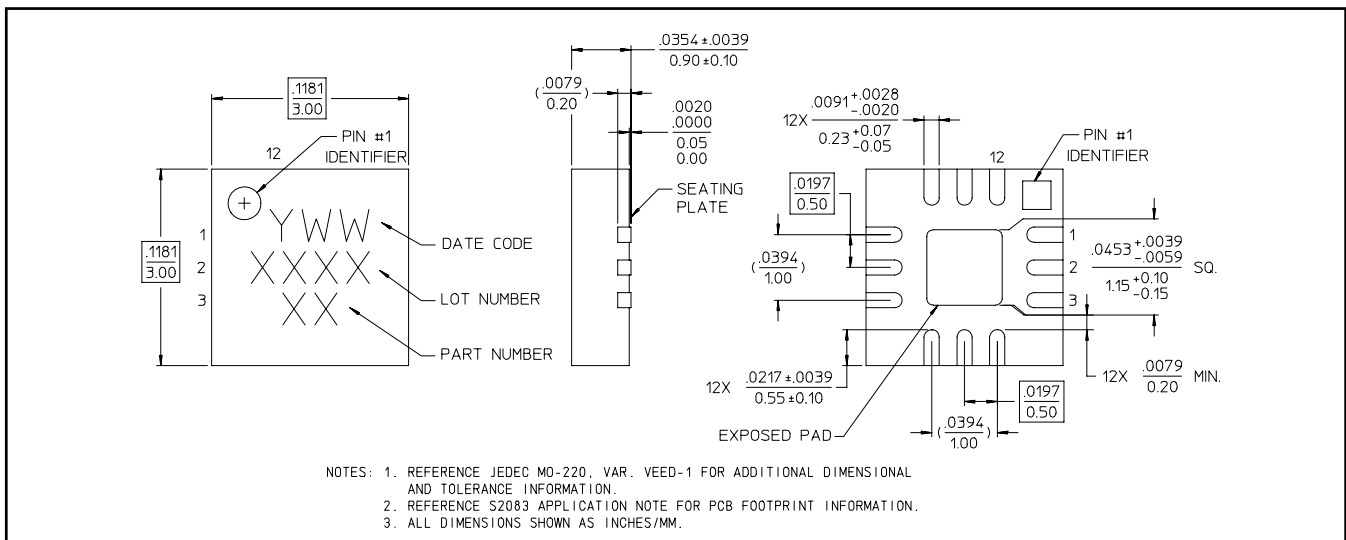 .1181
3.00
PIN #1
IDENTIFIER
12
.1181
3.00
1
2
3
YWW
XXXX
XX
DATE CODE
LOT NUMBER
PART NUMBER
.0354 ±.0039
0.90 ±0.10
(.0079
0.20)
.0020
.0000
0.05
0.00
SEATING
PLATE
12X .0091 +.0028
-.0020
0.23 +0.07
-0.05
12
PIN #1
IDENTIFIER
.0197
0.50
(.0394
1.00)
1
2
3
.0453 +.0039
-.0059 SQ.
1.15 +0.10
-0.15
12X .0217 ±.0039
0.55 ±0.10
12X .0079 MIN.
0.20
.0197
0.50
(.0394
1.00)
EXPOSED PAD
NOTES: 1. REFERENCE JEDEC MO-220, VAR. VEED-1 FOR ADDITIONAL DIMENSIONAL
AND TOLERANCE INFORMATION.
2. REFERENCE S2083 APPLICATION NOTE FOR PCB FOOTPRINT INFORMATION.
3. ALL DIMENSIONS SHOWN AS INCHES/MM.